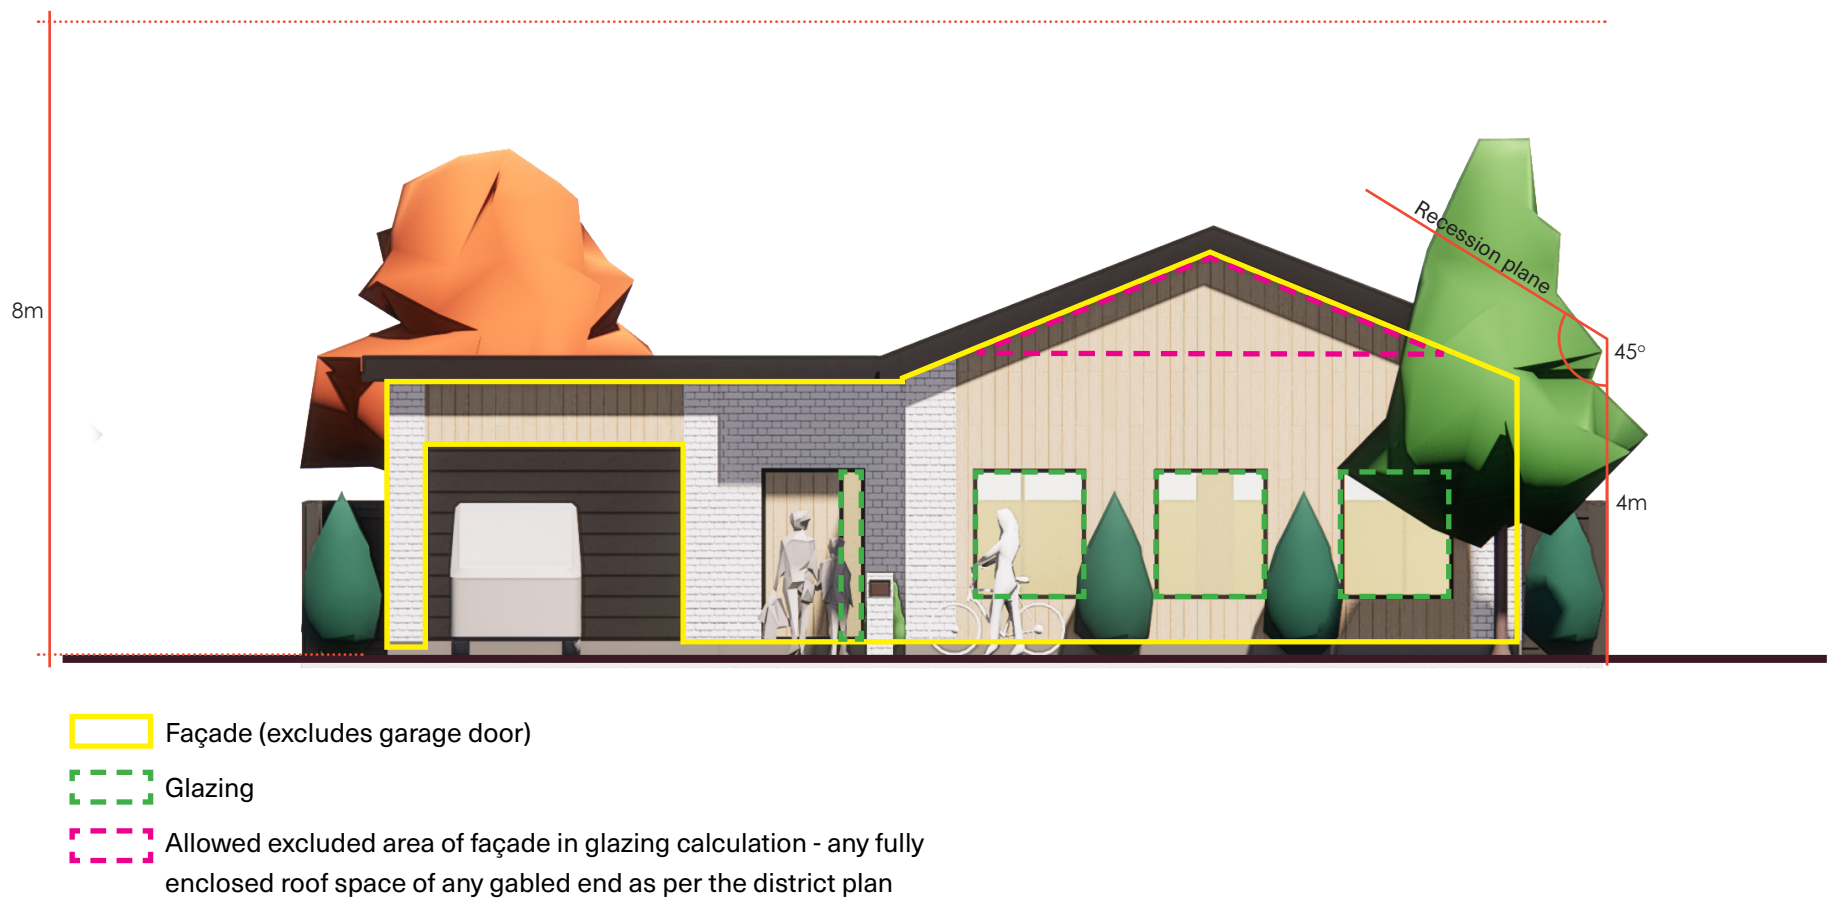 8m
Recession plane
45°
4m
Façade (excludes garage door)
Glazing
Allowed excluded area of façade in glazing calculation - any fully
enclosed roof space of any gabled end as per the district plan